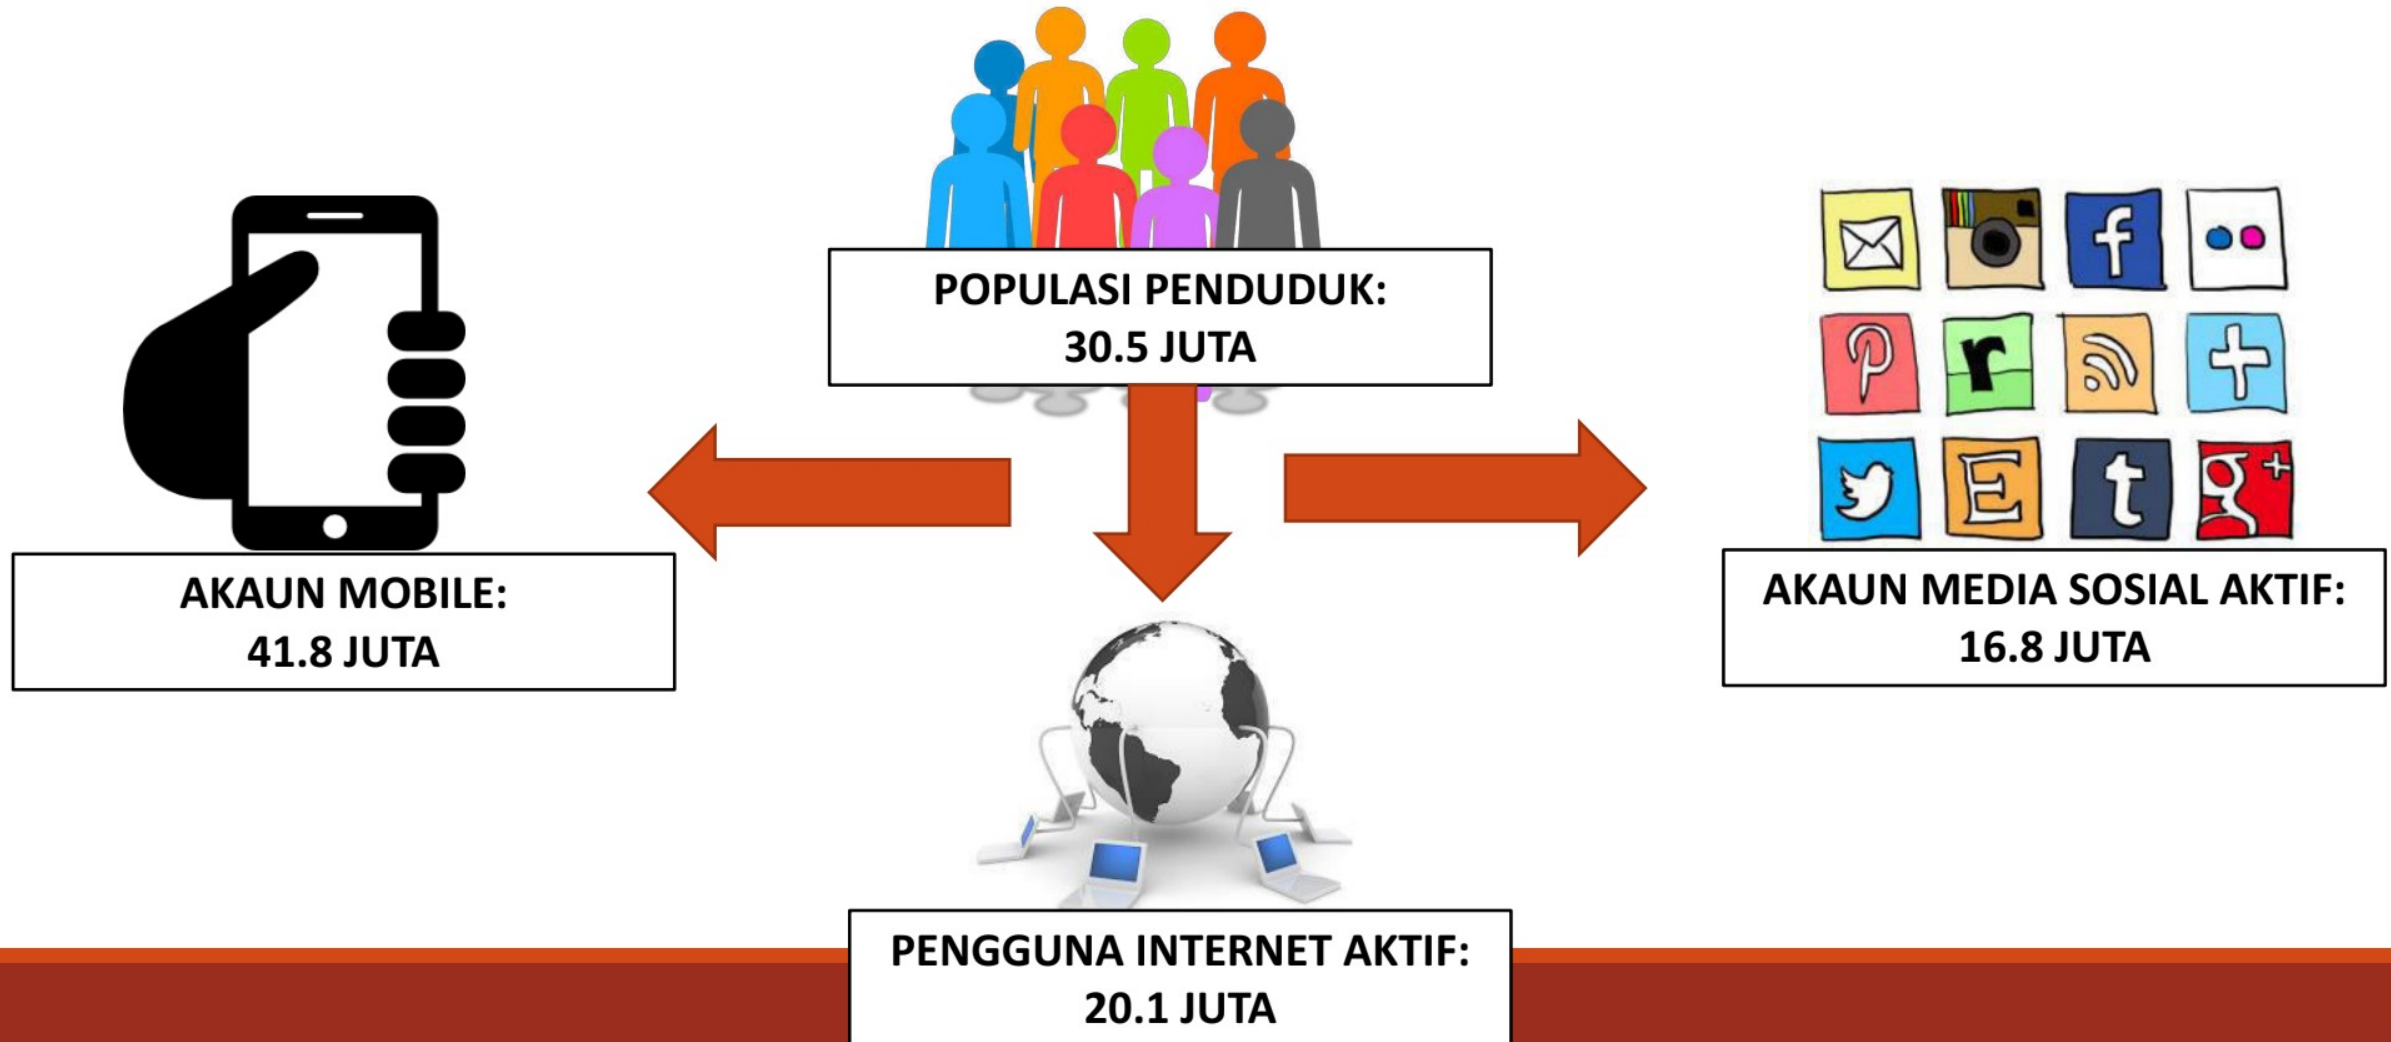 POPULASI PENDUDUK:
30.5 JUTA
AKAUN MOBILE:
41.8 JUTA
AKAUN MEDIA SOSIAL AKTIF:
16.8 JUTA
PENGGUNA INTERNET AKTIF:
20.1 JUTA